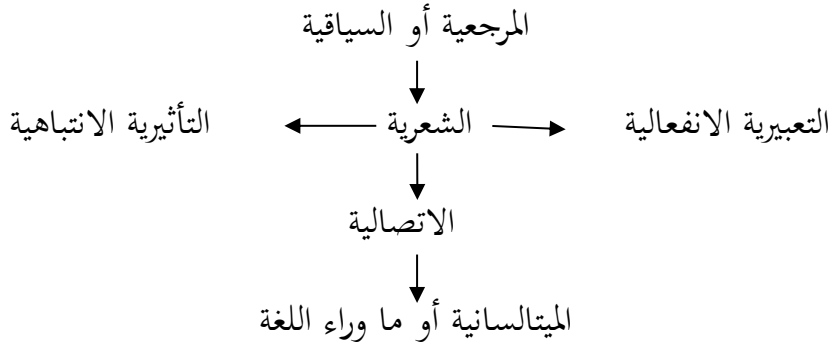 المرجعية أو السياقية
التعبيرية الانفعالية الشعرية التأثيرية الانتباهية
الاتصالية
الميتالسانية أو ما وراء اللغة